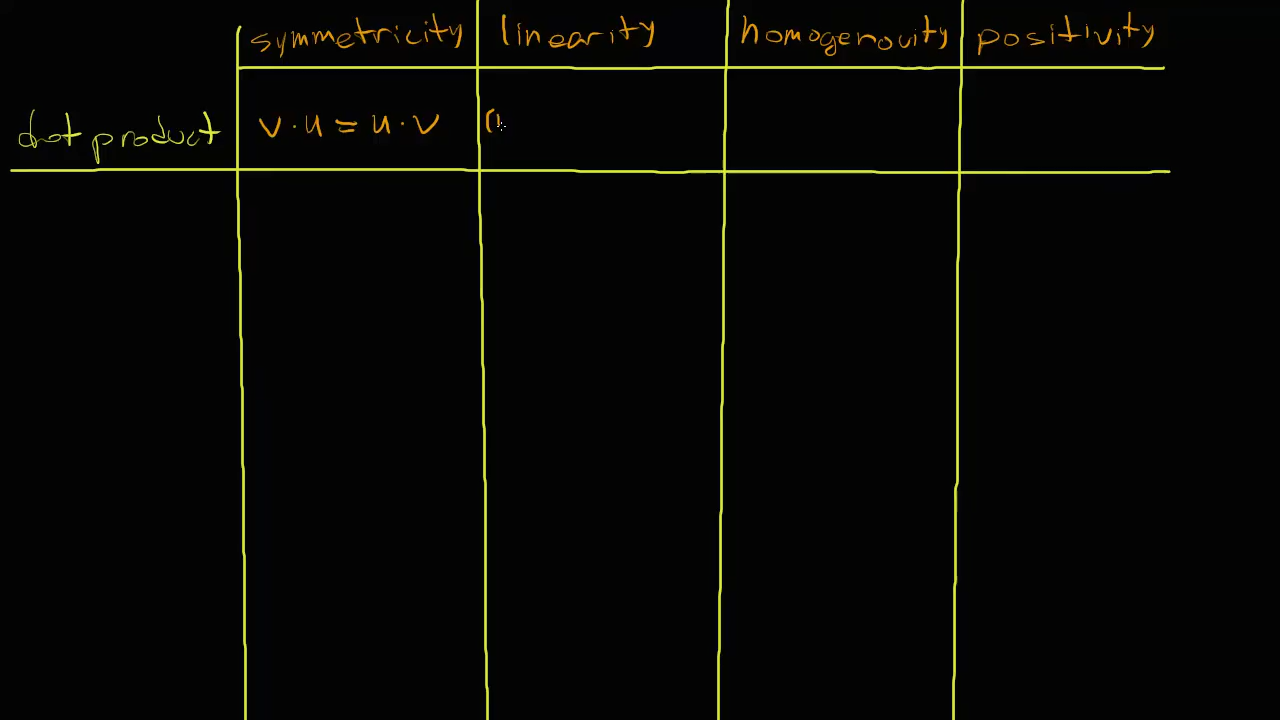 symmetricity linearity homogenouity positivity
dot product v · u = u · v (